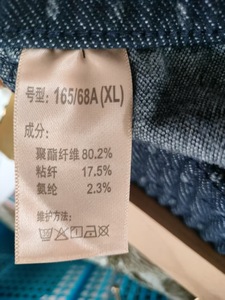 号型：165/68A(XL)
成分：
聚酯纤维 80.2%
粘纤 17.5%
氨纶 2.3%
维护方法：